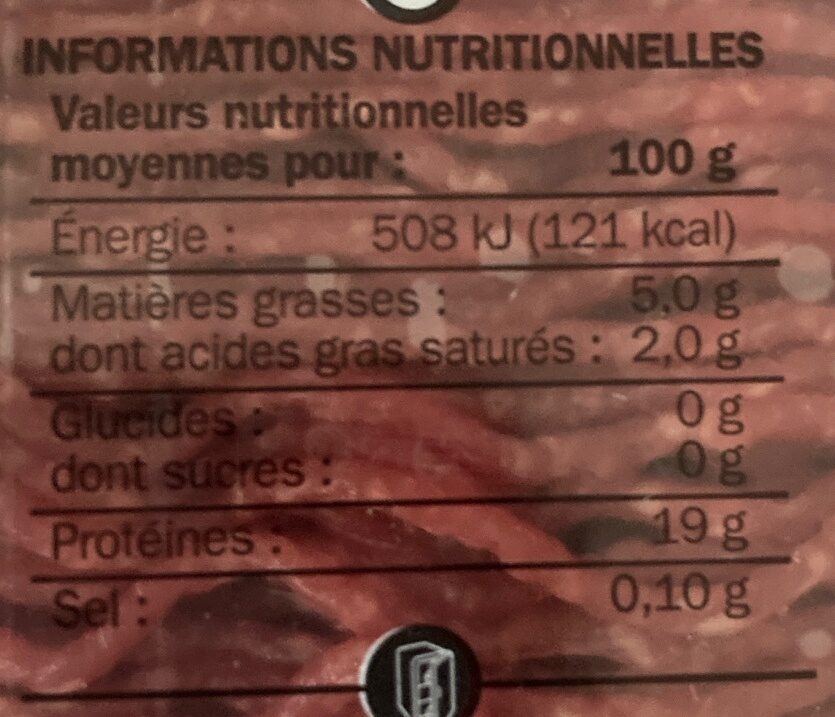 INFORMATIONS NUTRITIONNELLES
Valeurs nutritionnelles
moyennes pour : 100 g
Énergie : 508 kJ (121 kcal)
Matières grasses : 5,0 g
dont acides gras saturés : 2,0 g
Glucides : 0 g
dont sucres : 0 g
Protéines : 19 g
Sel : 0,10 g